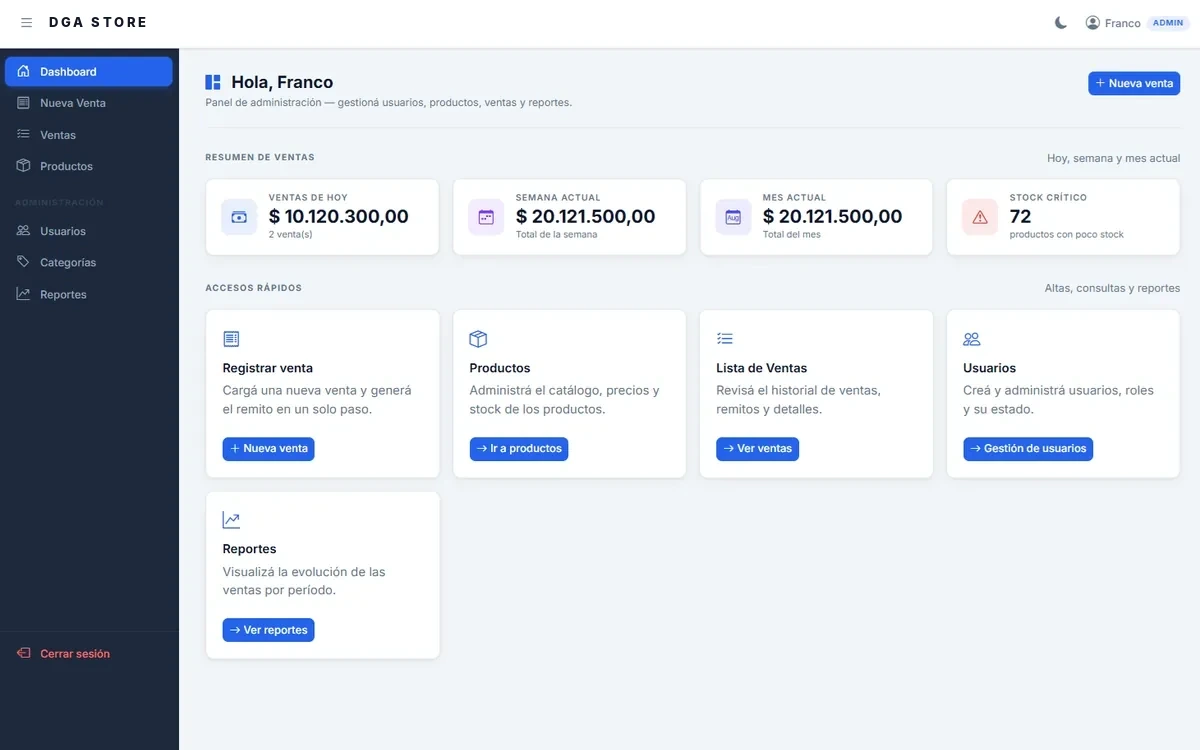 DGA STORE
Franco
ADMIN
Dashboard
Nueva Venta
Ventas
Productos
ADMINISTRACIÓN
Usuarios
Categorías
Reportes
Cerrar sesión
Hola, Franco
+ Nueva venta
Panel de administración — gestioná usuarios, productos, ventas y reportes.
RESUMEN DE VENTAS
Hoy, semana y mes actual
VENTAS DE HOY
$ 10.120.300,00
2 venta(s)
SEMANA ACTUAL
$ 20.121.500,00
Total de la semana
Aug
MES ACTUAL
$ 20.121.500,00
Total del mes
STOCK CRÍTICO
72
productos con poco stock
ACCESOS RÁPIDOS
Altas, consultas y reportes
Registrar venta
Cargá una nueva venta y generá
el remito en un solo paso.
+ Nueva venta
Productos
Administrá el catálogo, precios y
stock de los productos.
→ Ir a productos
Lista de Ventas
Revisá el historial de ventas,
remitos y detalles.
→ Ver ventas
Usuarios
Creá y administrá usuarios, roles
y su estado.
→ Gestión de usuarios
Reportes
Visualizá la evolución de las
ventas por período.
→ Ver reportes